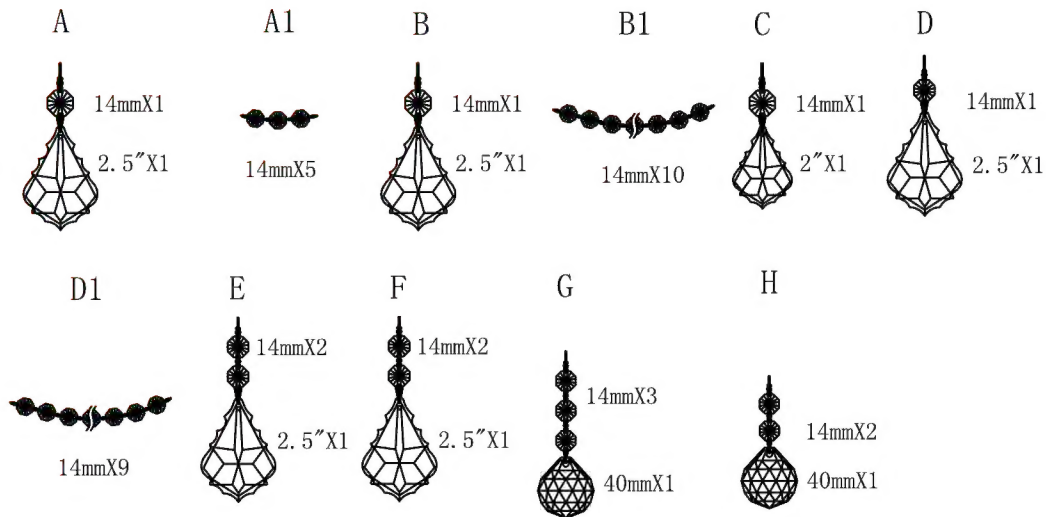 A A1 B B1 C D
14mmX1 14mmX1 14mmX1 14mmX1
2.5"X1 14mmX5 2.5"X1 14mmX10 2"X1 2.5"X1
D1 E F G H
14mmX2 14mmX2
14mmX3
14mmX2
2.5"X1 2.5"X1
14mmX9
40mmX1 40mmX1